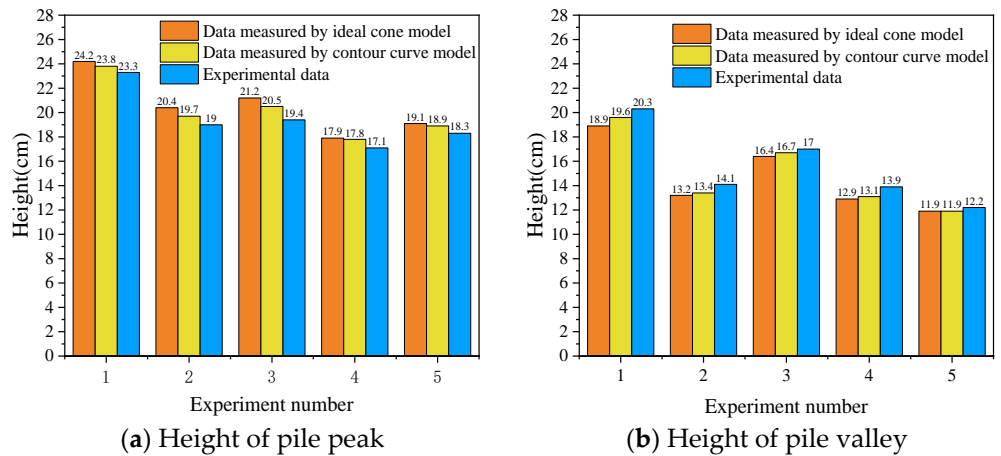 28
26
24
22
20
18
16
14
12
10
8
6
4
2
0
Height(cm)
Data measured by ideal cone model
Data measured by contour curve model
Experimental data
24.2 23.8 23.3
20.4 19.7 19
21.2 20.5 19.4
17.9 17.8 17.1
19.1 18.9 18.3
1 2 3 4 5
Experiment number
(a) Height of pile peak
28
26
24
22
20
18
16
14
12
10
8
6
4
2
0
Height(cm)
Data measured by ideal cone model
Data measured by contour curve model
Experimental data
18.9 19.6 20.3
13.2 13.4 14.1
16.4 16.7 17
12.9 13.1 13.9
11.9 11.9 12.2
1 2 3 4 5
Experiment number
(b) Height of pile valley